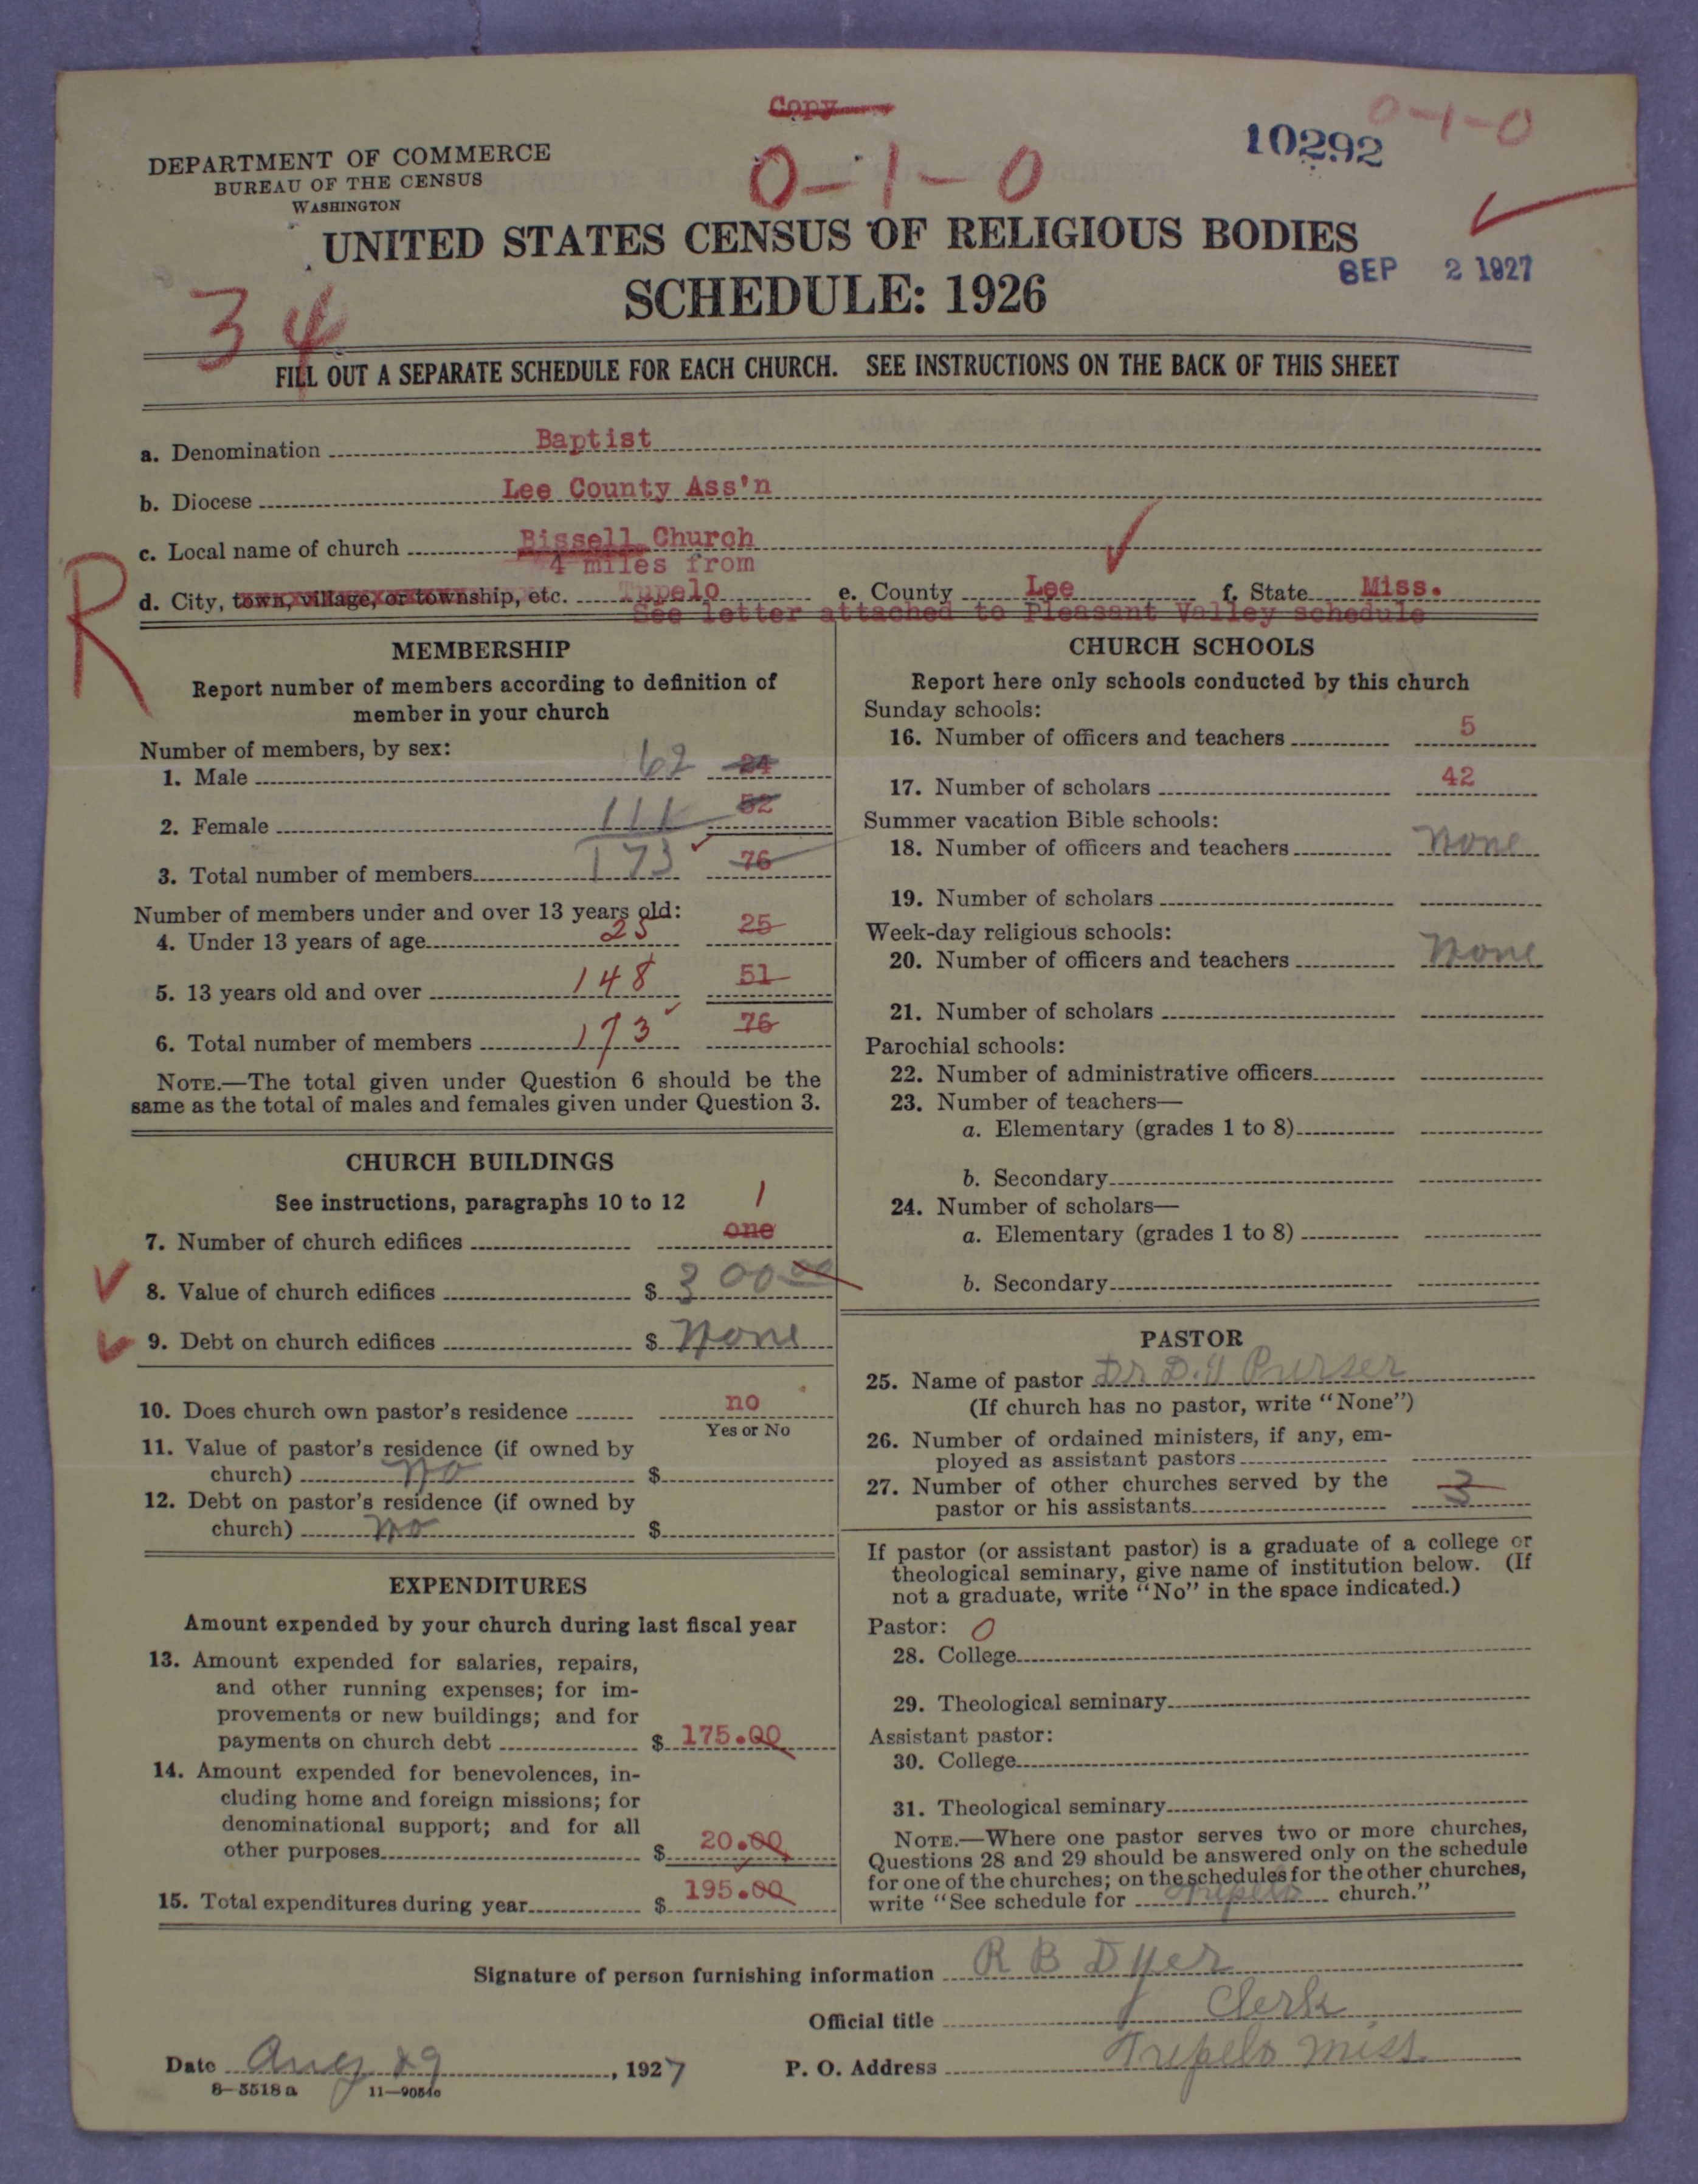 Copy
0-1-0
10292
0-1-0
DEPARTMENT OF COMMERCE
BUREAU OF THE CENSUS
WASHINGTON
UNITED STATES CENSUS OF RELIGIOUS BODIES
SEP 2 1927
SCHEDULE: 1926
34
FILL OUT A SEPARATE SCHEDULE FOR EACH CHURCH. SEE INSTRUCTIONS ON THE BACK OF THIS SHEET
a. Denomination Baptist
b. Diocese Lee County Ass'n
c. Local name of church Bissell Church
4 miles from
R
d. City, town, village, or township, etc. Tupelo e. County Lee f. State Miss.
See letter attached to Pleasant Valley schedule
MEMBERSHIP
Report number of members according to definition of
member in your church
Number of members, by sex:
1. Male 62 24
2. Female 111 52
3. Total number of members 173 76
Number of members under and over 13 years old:
4. Under 13 years of age 25 25
5. 13 years old and over 148 51
6. Total number of members 173 76
NOTE.—The total given under Question 6 should be the
same as the total of males and females given under Question 3.
CHURCH BUILDINGS
See instructions, paragraphs 10 to 12 1
7. Number of church edifices one
8. Value of church edifices $ 300 00
9. Debt on church edifices $ None
10. Does church own pastor's residence no
Yes or No
11. Value of pastor's residence (if owned by
church) no $
12. Debt on pastor's residence (if owned by
church) no $
EXPENDITURES
Amount expended by your church during last fiscal year
13. Amount expended for salaries, repairs,
and other running expenses; for im-
provements or new buildings; and for
payments on church debt $ 175.00
14. Amount expended for benevolences, in-
cluding home and foreign missions; for
denominational support; and for all
other purposes $ 20.00
15. Total expenditures during year $ 195.00
CHURCH SCHOOLS
Report here only schools conducted by this church
Sunday schools:
16. Number of officers and teachers 5
17. Number of scholars 42
Summer vacation Bible schools:
18. Number of officers and teachers None
19. Number of scholars
Week-day religious schools:
20. Number of officers and teachers None
21. Number of scholars
Parochial schools:
22. Number of administrative officers
23. Number of teachers—
a. Elementary (grades 1 to 8)
b. Secondary
24. Number of scholars—
a. Elementary (grades 1 to 8)
b. Secondary
PASTOR
25. Name of pastor Dr D. Purser
(If church has no pastor, write "None")
26. Number of ordained ministers, if any, em-
ployed as assistant pastors
27. Number of other churches served by the
pastor or his assistants 3
If pastor (or assistant pastor) is a graduate of a college or
theological seminary, give name of institution below. (If
not a graduate, write "No" in the space indicated.)
Pastor: 0
28. College
29. Theological seminary
Assistant pastor:
30. College
31. Theological seminary
NOTE.—Where one pastor serves two or more churches,
Questions 28 and 29 should be answered only on the schedule
for one of the churches; on the schedules for the other churches,
write "See schedule for Tupelo church."
Signature of person furnishing information R B Dyer
Official title Clerk
Date Aug 29, 1927 P. O. Address Tupelo Miss.
8-5518 a